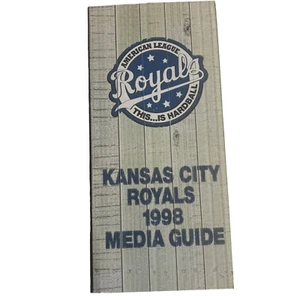 AMERICAN LEAGUE
Royals
THIS...IS HARDBALL
KANSAS CITY
ROYALS
1998
MEDIA GUIDE